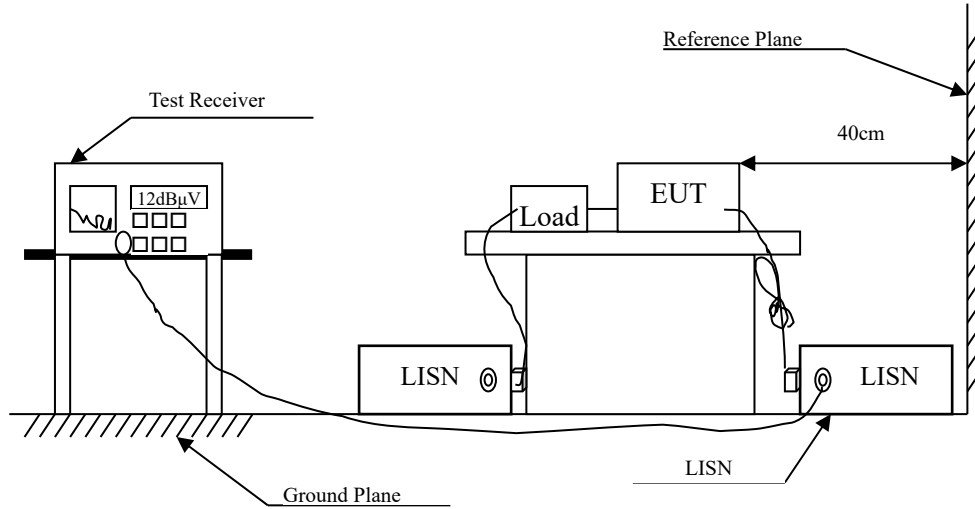 Reference Plane
Test Receiver
40cm
12dBμV
EUT
Load
LISN
LISN
LISN
Ground Plane